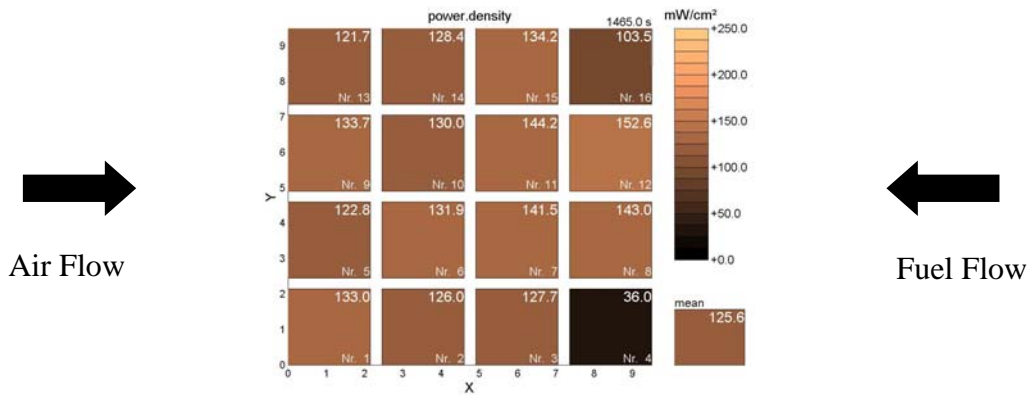 power.density
1465.0 s
mW/cm²
9
8
7
6
5
4
3
2
1
0
Y
121.7
Nr. 13
128.4
Nr. 14
134.2
Nr. 15
103.5
Nr. 16
133.7
Nr. 9
130.0
Nr. 10
144.2
Nr. 11
152.6
Nr. 12
122.8
Nr. 5
131.9
Nr. 6
141.5
Nr. 7
143.0
Nr. 8
133.0
Nr. 1
126.0
Nr. 2
127.7
Nr. 3
36.0
Nr. 4
0 1 2 3 4 5 6 7 8 9
X
+250.0
+200.0
+150.0
+100.0
+50.0
+0.0
mean
125.6
Air Flow
Fuel Flow